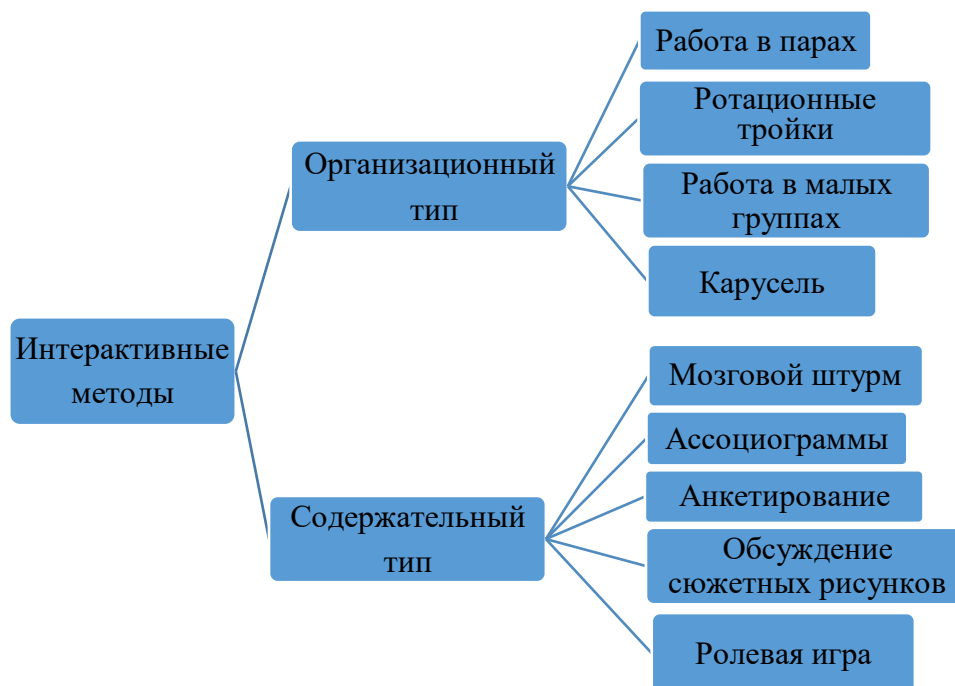 Работа в парах
Ротационные
тройки
Организационный
тип
Работа в малых
группах
Карусель
Интерактивные
методы
Мозговой штурм
Ассоциограммы
Анкетирование
Содержательный
тип
Обсуждение
сюжетных рисунков
Ролевая игра